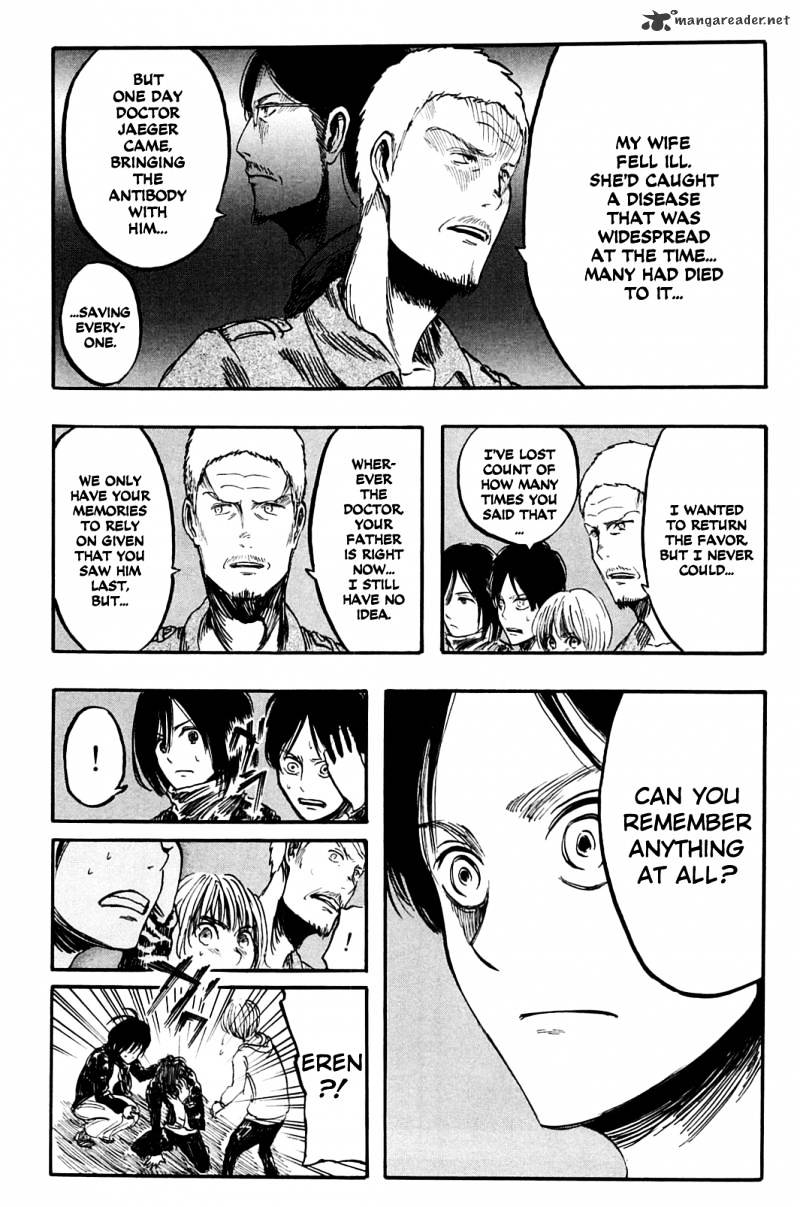 mangareader.net
BUT
ONE DAY
DOCTOR
JAEGER
CAME,
BRINGING
THE
ANTIBODY
WITH
HIM...
MY WIFE
FELL ILL.
SHE'D CAUGHT
A DISEASE
THAT WAS
WIDESPREAD
AT THE TIME...
MANY HAD DIED
TO IT...
...SAVING
EVERY-
ONE.
WE ONLY
HAVE YOUR
MEMORIES
TO RELY
ON GIVEN
THAT YOU
SAW HIM
LAST,
BUT...
WHER-
EVER
THE
DOCTOR,
YOUR
FATHER
IS RIGHT
NOW...
I STILL
HAVE NO
IDEA.
I'VE LOST
COUNT OF
HOW MANY
TIMES YOU
SAID THAT
...
I WANTED
TO RETURN
THE FAVOR,
BUT I NEVER
COULD...
!
CAN YOU
REMEMBER
ANYTHING
AT ALL?
!
EREN
?!